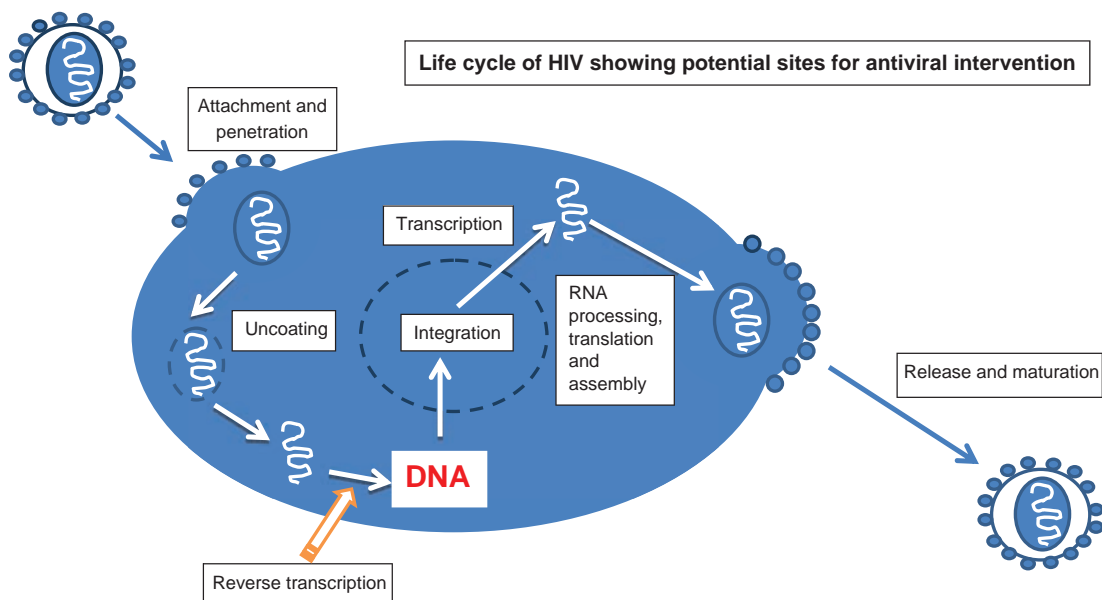 Life cycle of HIV showing potential sites for antiviral intervention
Attachment and
penetration
Transcription
Uncoating
Integration
RNA
processing,
translation
and
assembly
Release and maturation
DNA
Reverse transcription